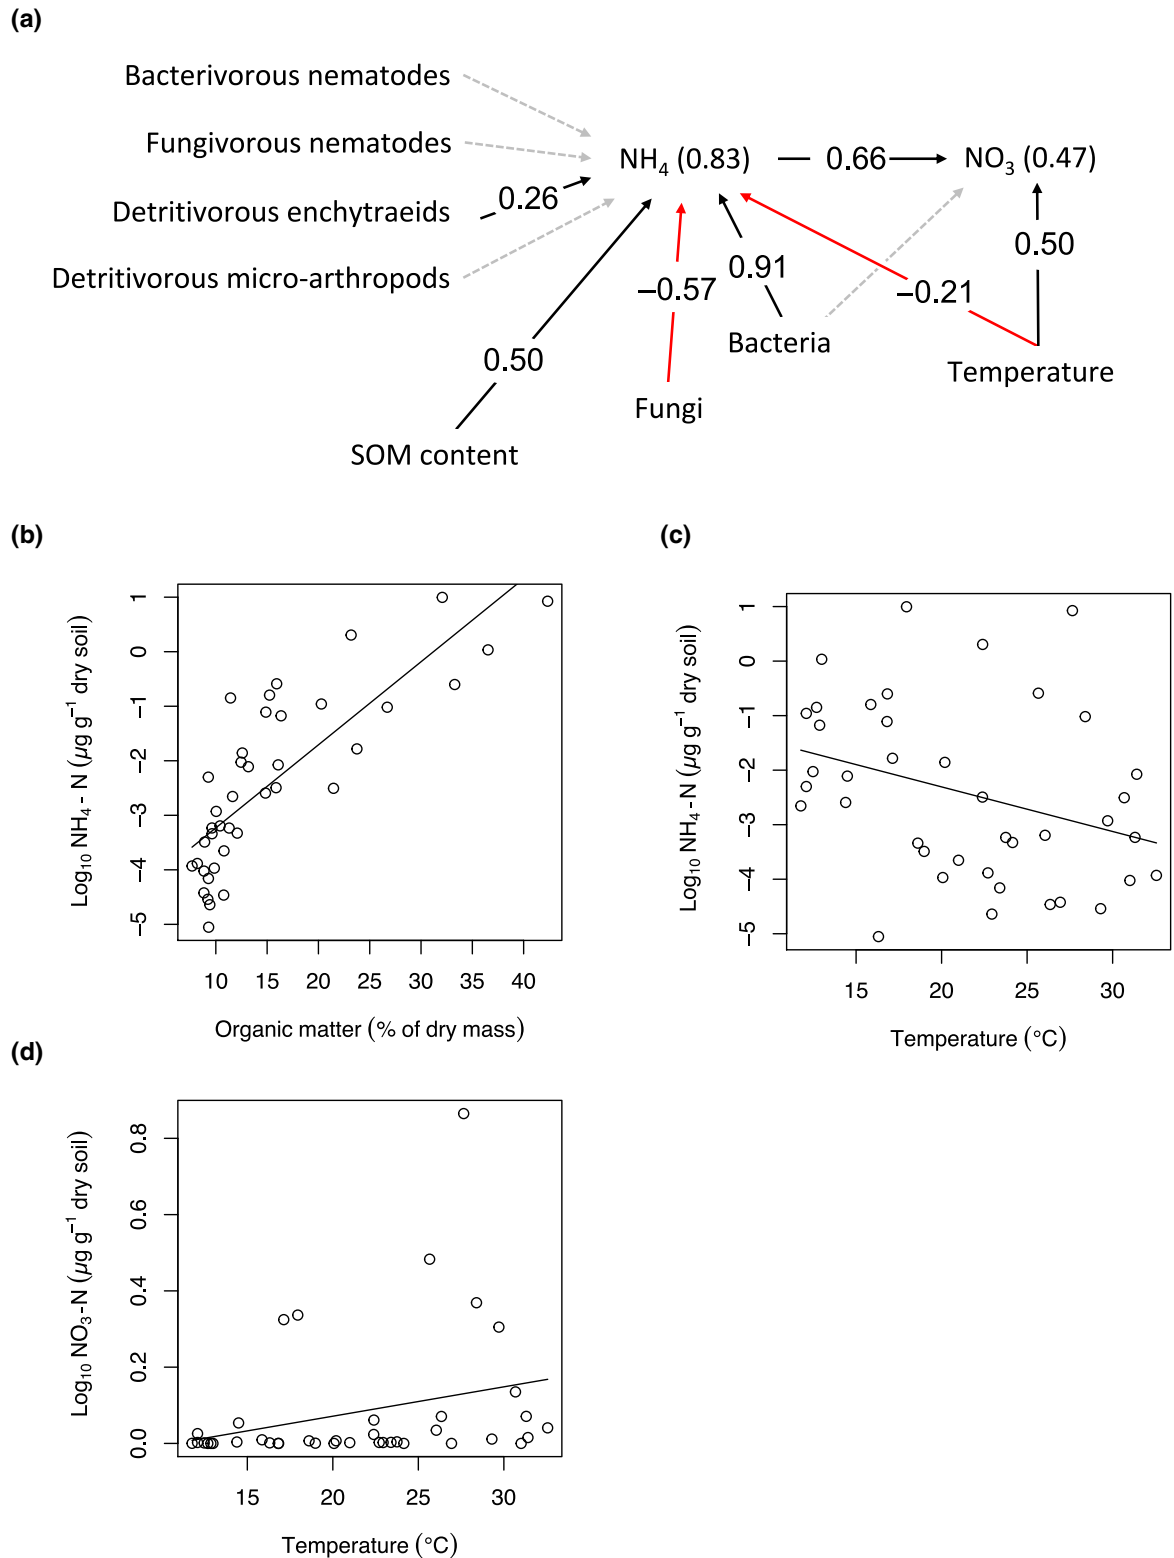 (a)
Bacterivorous nematodes
Fungivorous nematodes
NH₄ (0.83)
0.66
NO₃ (0.47)
Detritivorous enchytraeids
0.26
Detritivorous micro-arthropods
−0.57
0.91
−0.21
0.50
0.50
Bacteria
Temperature
Fungi
SOM content
(b)
Log₁₀ NH₄ - N (µg g⁻¹ dry soil)
1
0
−1
−2
−3
−4
−5
10 15 20 25 30 35 40
Organic matter (% of dry mass)
(c)
Log₁₀ NH₄ - N (µg g⁻¹ dry soil)
1
0
−1
−2
−3
−4
−5
15 20 25 30
Temperature (°C)
(d)
Log₁₀ NO₃ - N (µg g⁻¹ dry soil)
0.8
0.6
0.4
0.2
0.0
15 20 25 30
Temperature (°C)